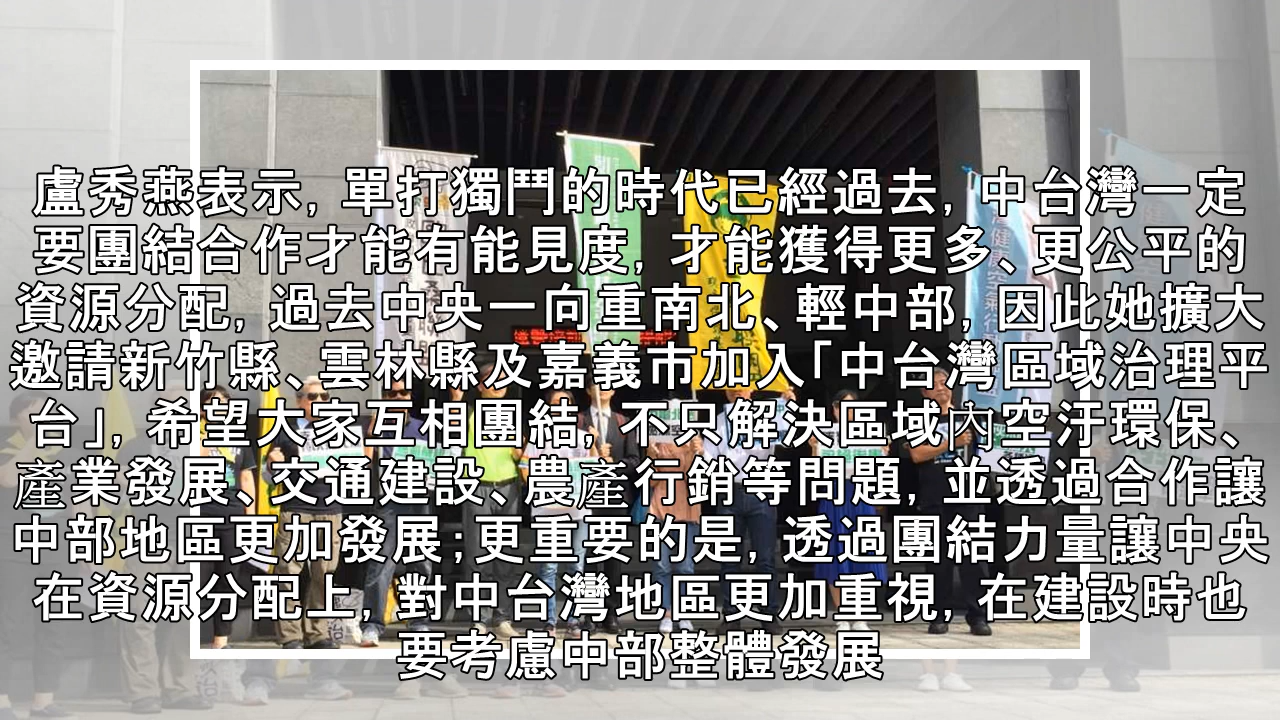 盧秀燕表示, 單打獨鬥的時代已經過去, 中台灣一定
要團結合作才能有能見度, 才能獲得更多、更公平的
資源分配, 過去中央一向重南北、輕中部, 因此她擴大
邀請新竹縣、雲林縣及嘉義市加入「中台灣區域治理平
台」, 希望大家互相團結, 不只解決區域內空汙環保、
產業發展、交通建設、農產行銷等問題, 並透過合作讓
中部地區更加發展;更重要的是, 透過團結力量讓中央
在資源分配上, 對中台灣地區更加重視, 在建設時也
要考慮中部整體發展